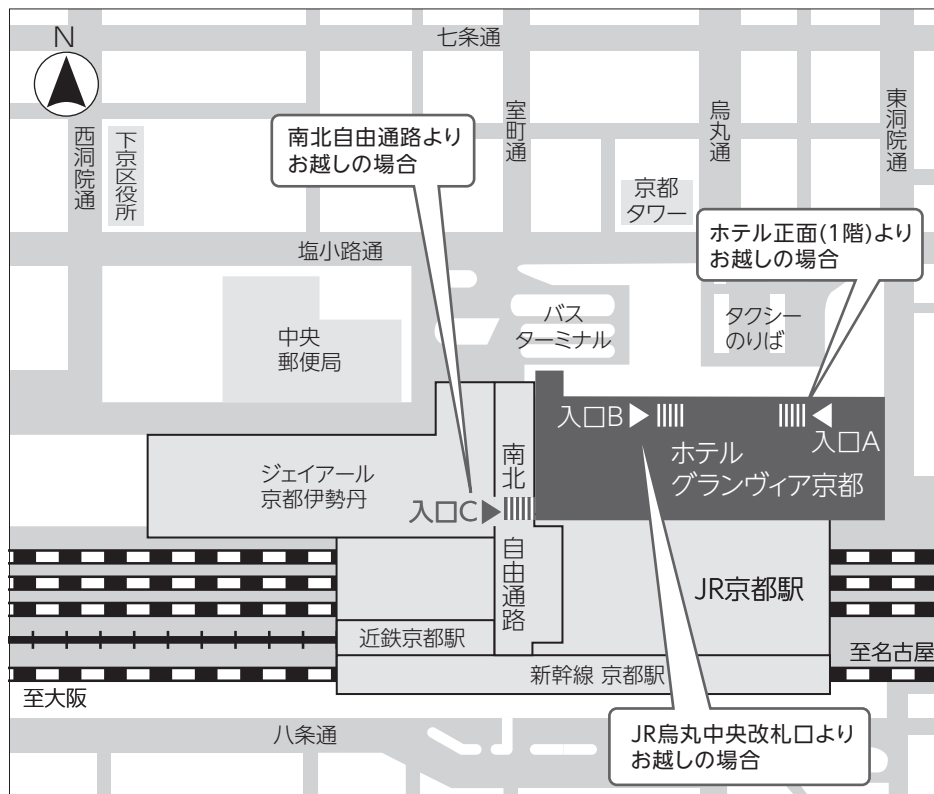 N
七条通
西洞院通
下京区役所
室町通
烏丸通
東洞院通
南北自由通路より
お越しの場合
京都
タワー
ホテル正面(1階)より
お越しの場合
塩小路通
中央
郵便局
バス
ターミナル
タクシー
のりば
入口B
入口A
ホテル
グランヴィア京都
南北自由通路
ジェイアール
京都伊勢丹
入口C
JR京都駅
近鉄京都駅
新幹線 京都駅
至名古屋
至大阪
八条通
JR烏丸中央改札口より
お越しの場合